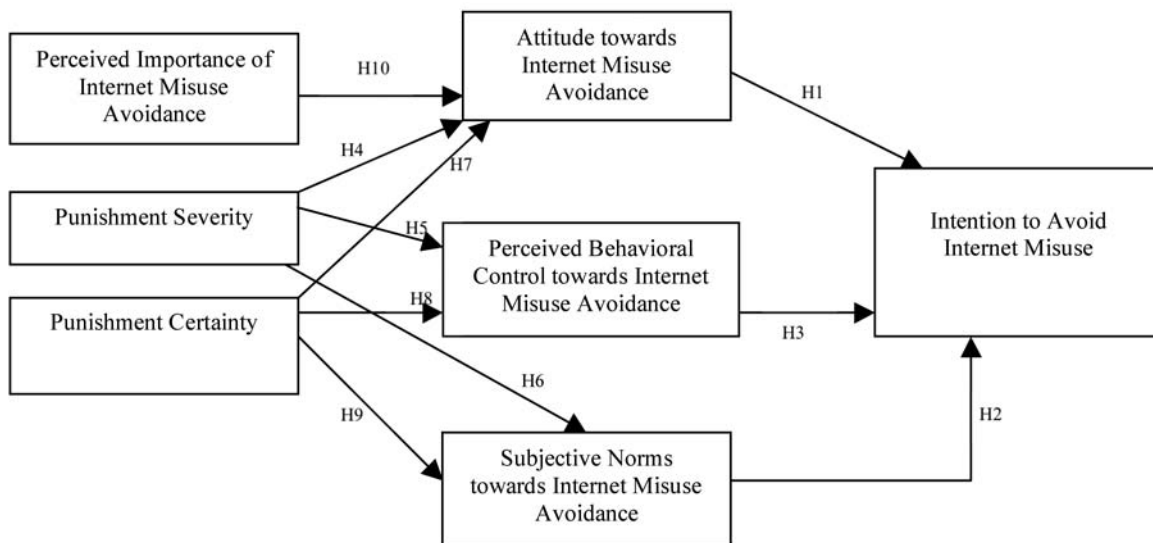 Perceived Importance of
Internet Misuse
Avoidance
H10
Attitude towards
Internet Misuse
Avoidance
H1
H4
H7
Punishment Severity
H5
Perceived Behavioral
Control towards Internet
Misuse Avoidance
Intention to Avoid
Internet Misuse
Punishment Certainty
H8
H3
H6
H9
H2
Subjective Norms
towards Internet Misuse
Avoidance